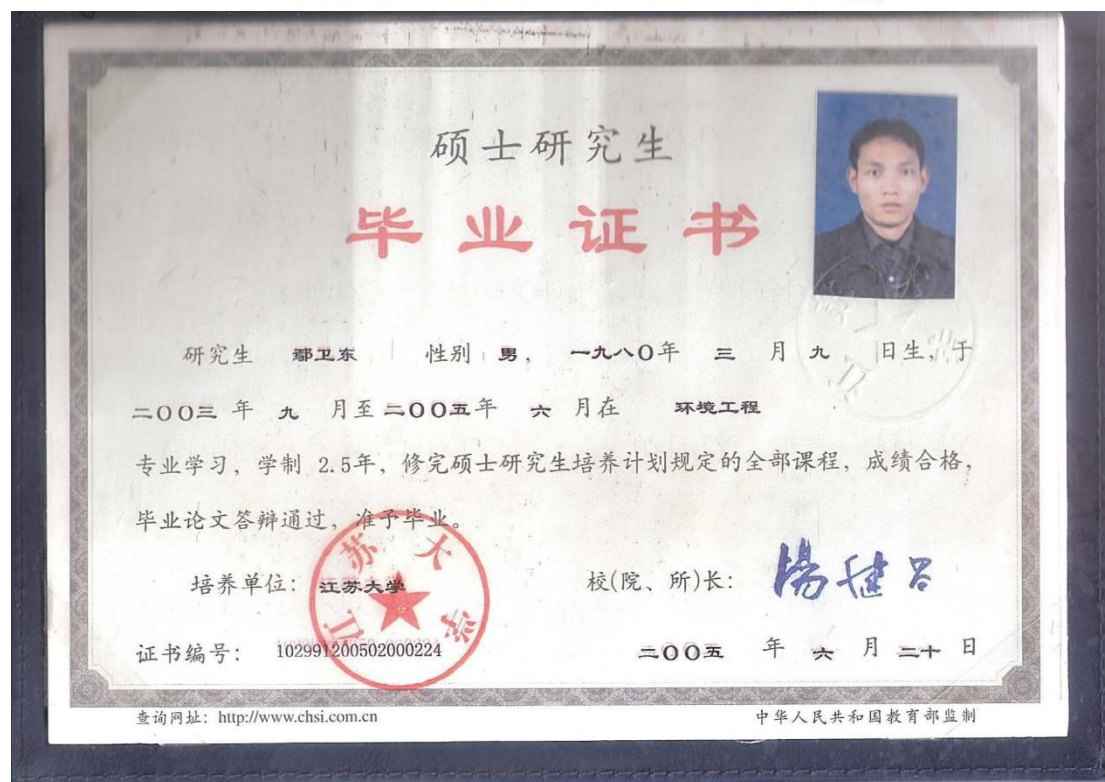 硕士研究生
毕业证书
研究生 鄢卫东 性别 男, 一九八〇年 三 月 九 日生, 于
二〇〇三 年 九 月至 二〇〇五年 六 月在 环境工程
专业学习, 学制 2.5年, 修完硕士研究生培养计划规定的全部课程, 成绩合格,
毕业论文答辩通过, 准予毕业。
江苏大学
培养单位: 江苏大学 校(院、所)长: 杨继昌
证书编号: 102991200502000224 二〇〇五 年 六 月 二十 日
查询网址: http://www.chsi.com.cn 中华人民共和国教育部监制